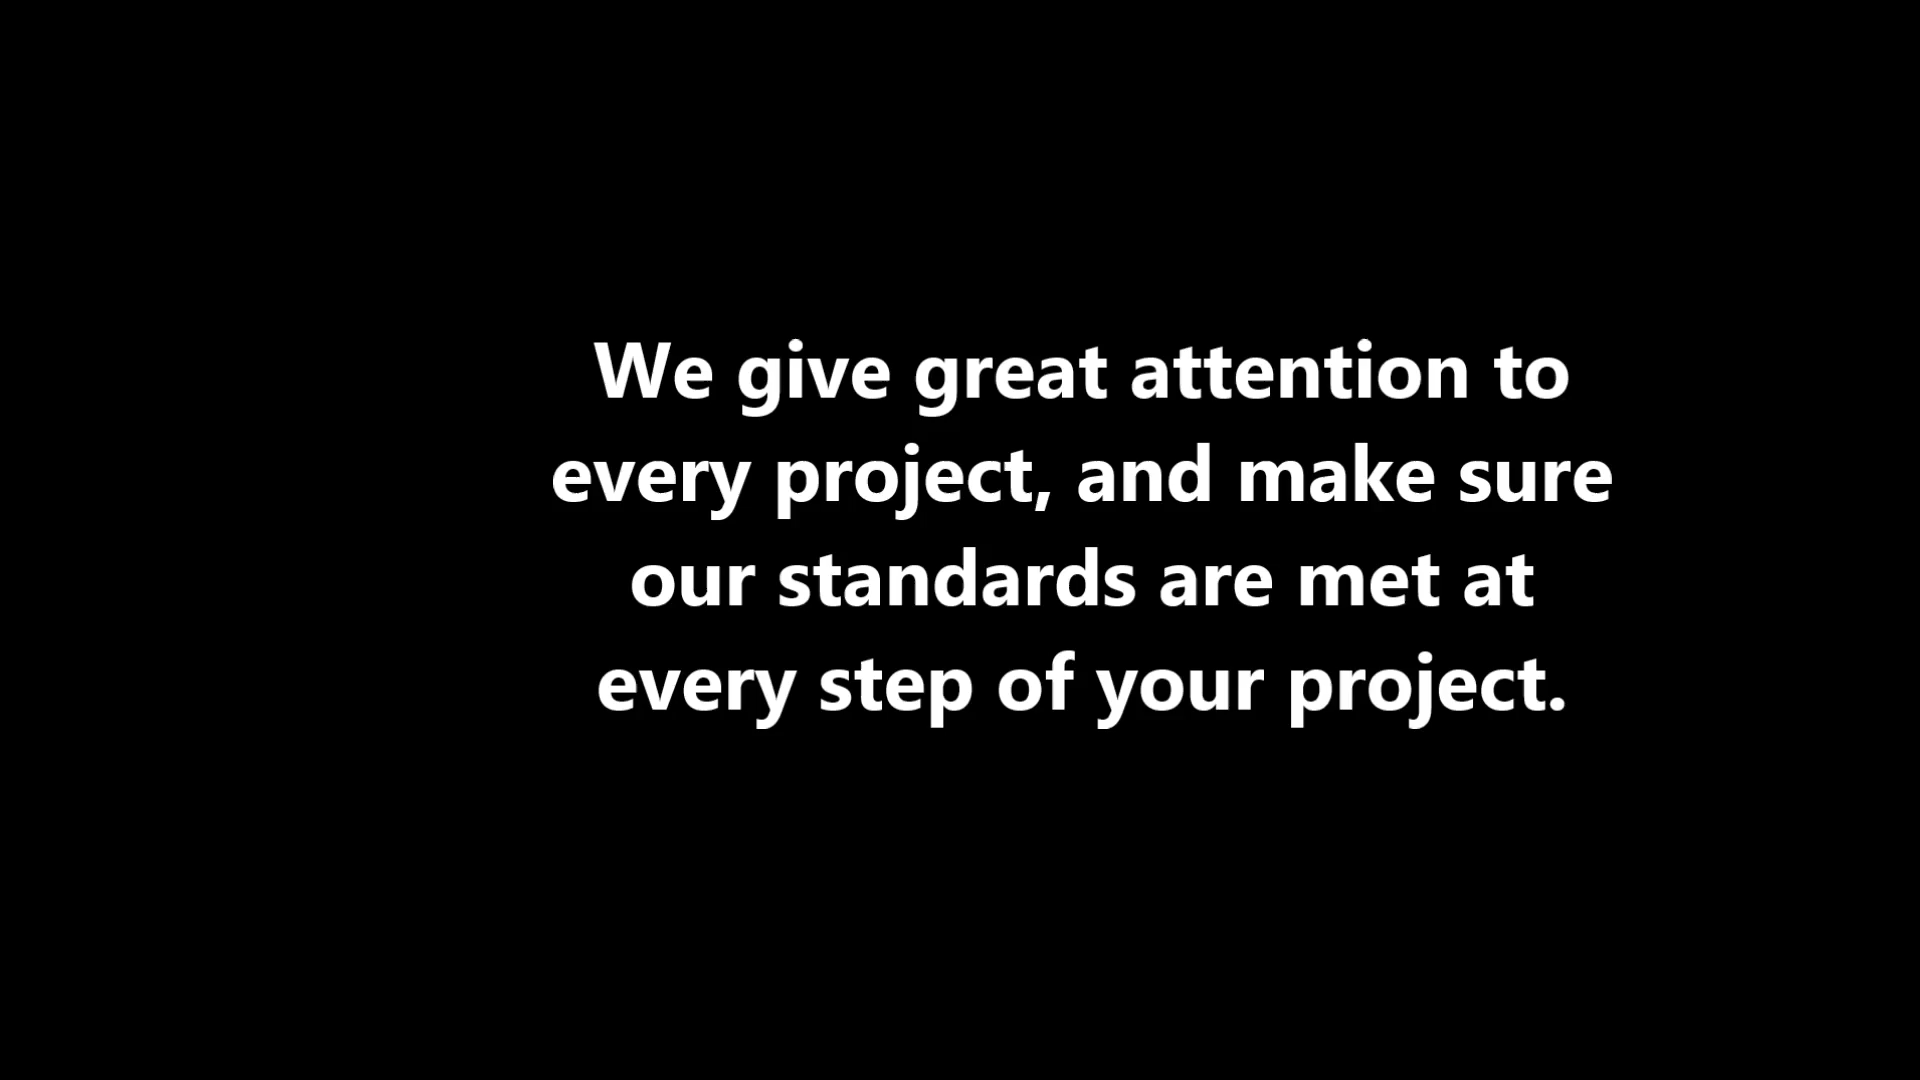 We give great attention to
every project, and make sure
our standards are met at
every step of your project.